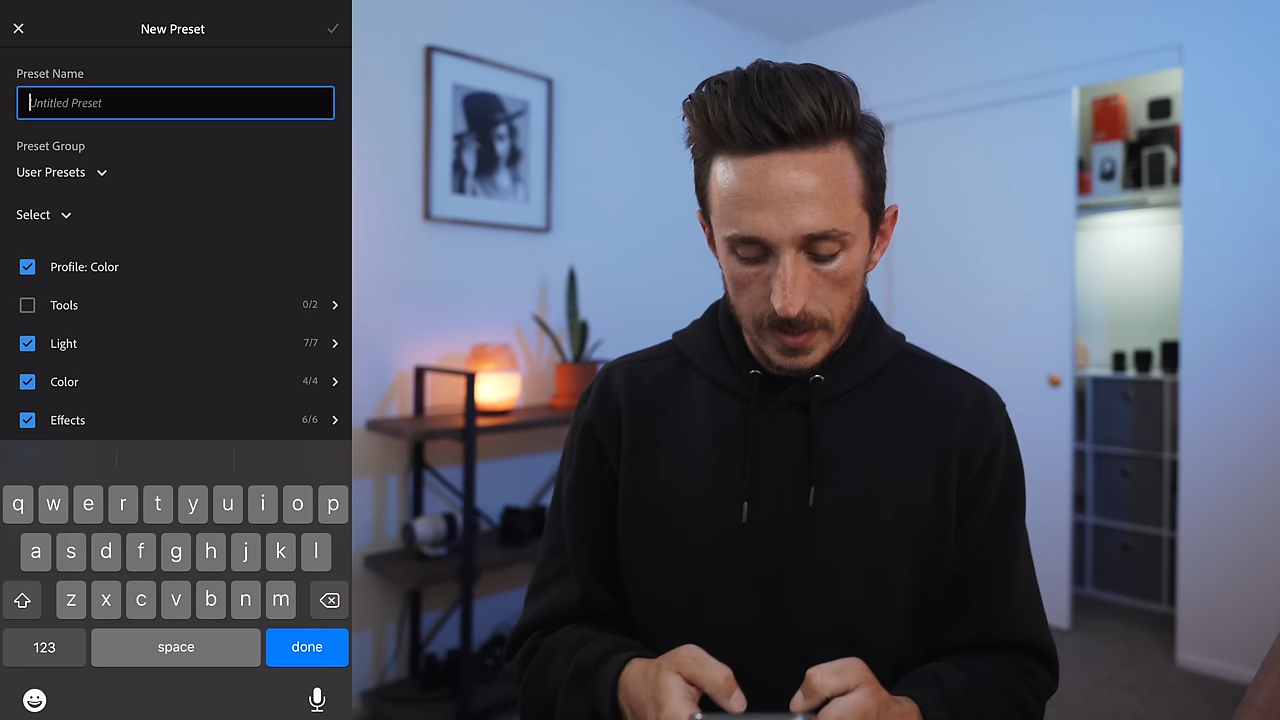 New Preset
Preset Name
Untitled Preset
Preset Group
User Presets
Select
Profile: Color
Tools 0/2
Light 7/7
Color 4/4
Effects 6/6
q w e r t y u i o p
a s d f g h j k l
z x c v b n m
123 space done